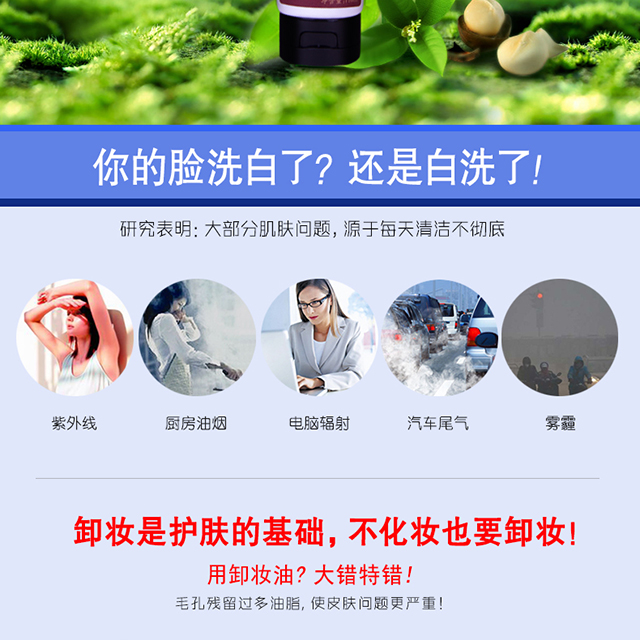 你的脸洗白了? 还是白洗了!
研究表明: 大部分肌肤问题, 源于每天清洁不彻底
紫外线 厨房油烟 电脑辐射 汽车尾气 雾霾
卸妆是护肤的基础, 不化妆也要卸妆!
用卸妆油? 大错特错!
毛孔残留过多油脂, 使皮肤问题更严重!